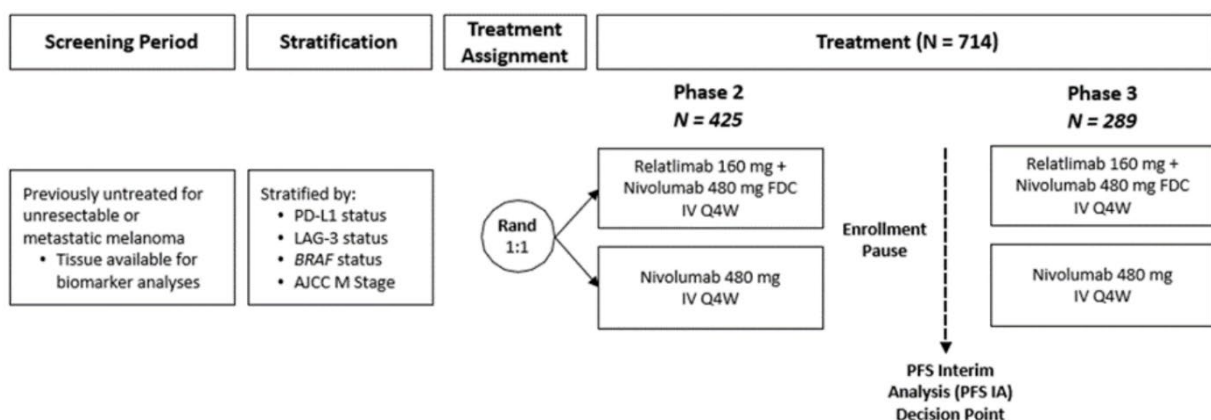 Screening Period
Stratification
Treatment
Assignment
Treatment (N = 714)
Phase 2
N = 425
Phase 3
N = 289
Previously untreated for
unresectable or
metastatic melanoma
• Tissue available for
biomarker analyses
Stratified by:
• PD-L1 status
• LAG-3 status
• BRAF status
• AJCC M Stage
Rand
1:1
Relatlimab 160 mg +
Nivolumab 480 mg FDC
IV Q4W
Nivolumab 480 mg
IV Q4W
Enrollment
Pause
PFS Interim
Analysis (PFS IA)
Decision Point
Relatlimab 160 mg +
Nivolumab 480 mg FDC
IV Q4W
Nivolumab 480 mg
IV Q4W